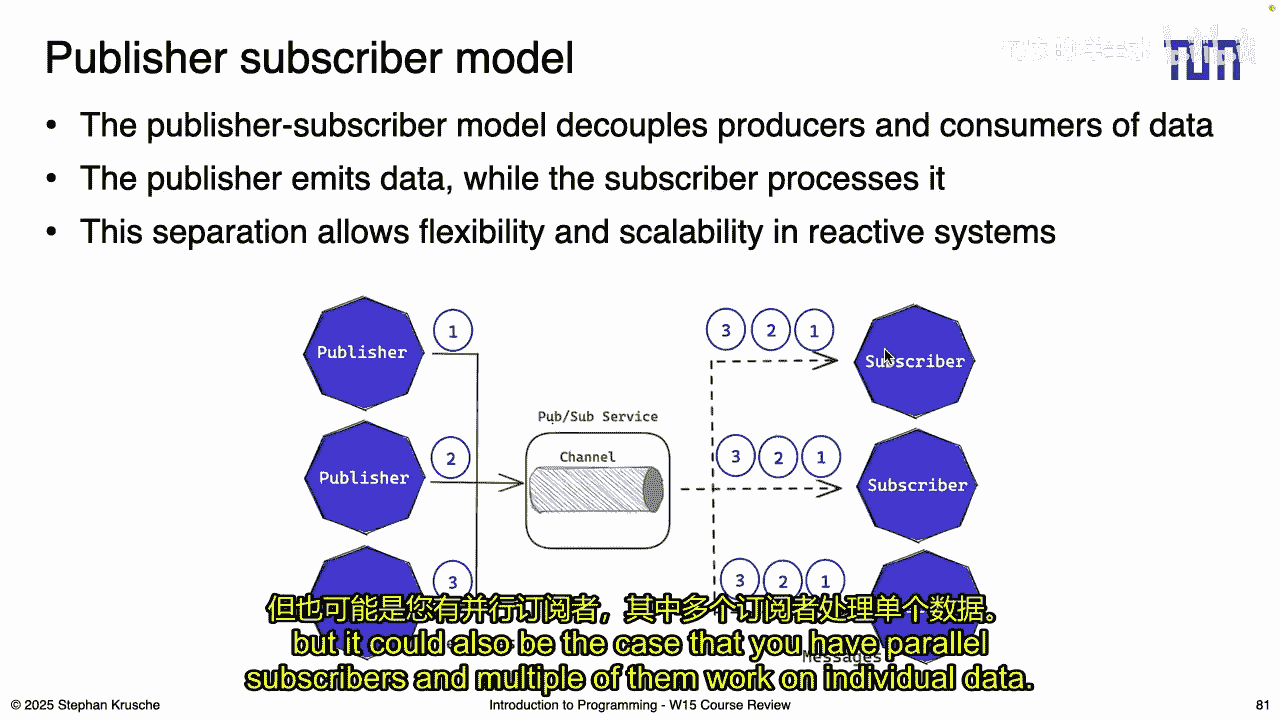 Publisher subscriber model
• The publisher-subscriber model decouples producers and consumers of data
• The publisher emits data, while the subscriber processes it
• This separation allows flexibility and scalability in reactive systems
Publisher
1
3 2 1
Subscriber
Pub/Sub Service
Channel
Publisher
2
3 2 1
Subscriber
3
3 2 1
Messages
但也可能是您有并行订阅者，其中多个订阅者处理单个数据。
but it could also be the case that you have parallel
subscribers and multiple of them work on individual data.
© 2025 Stephan Krusche
Introduction to Programming - W15 Course Review
81